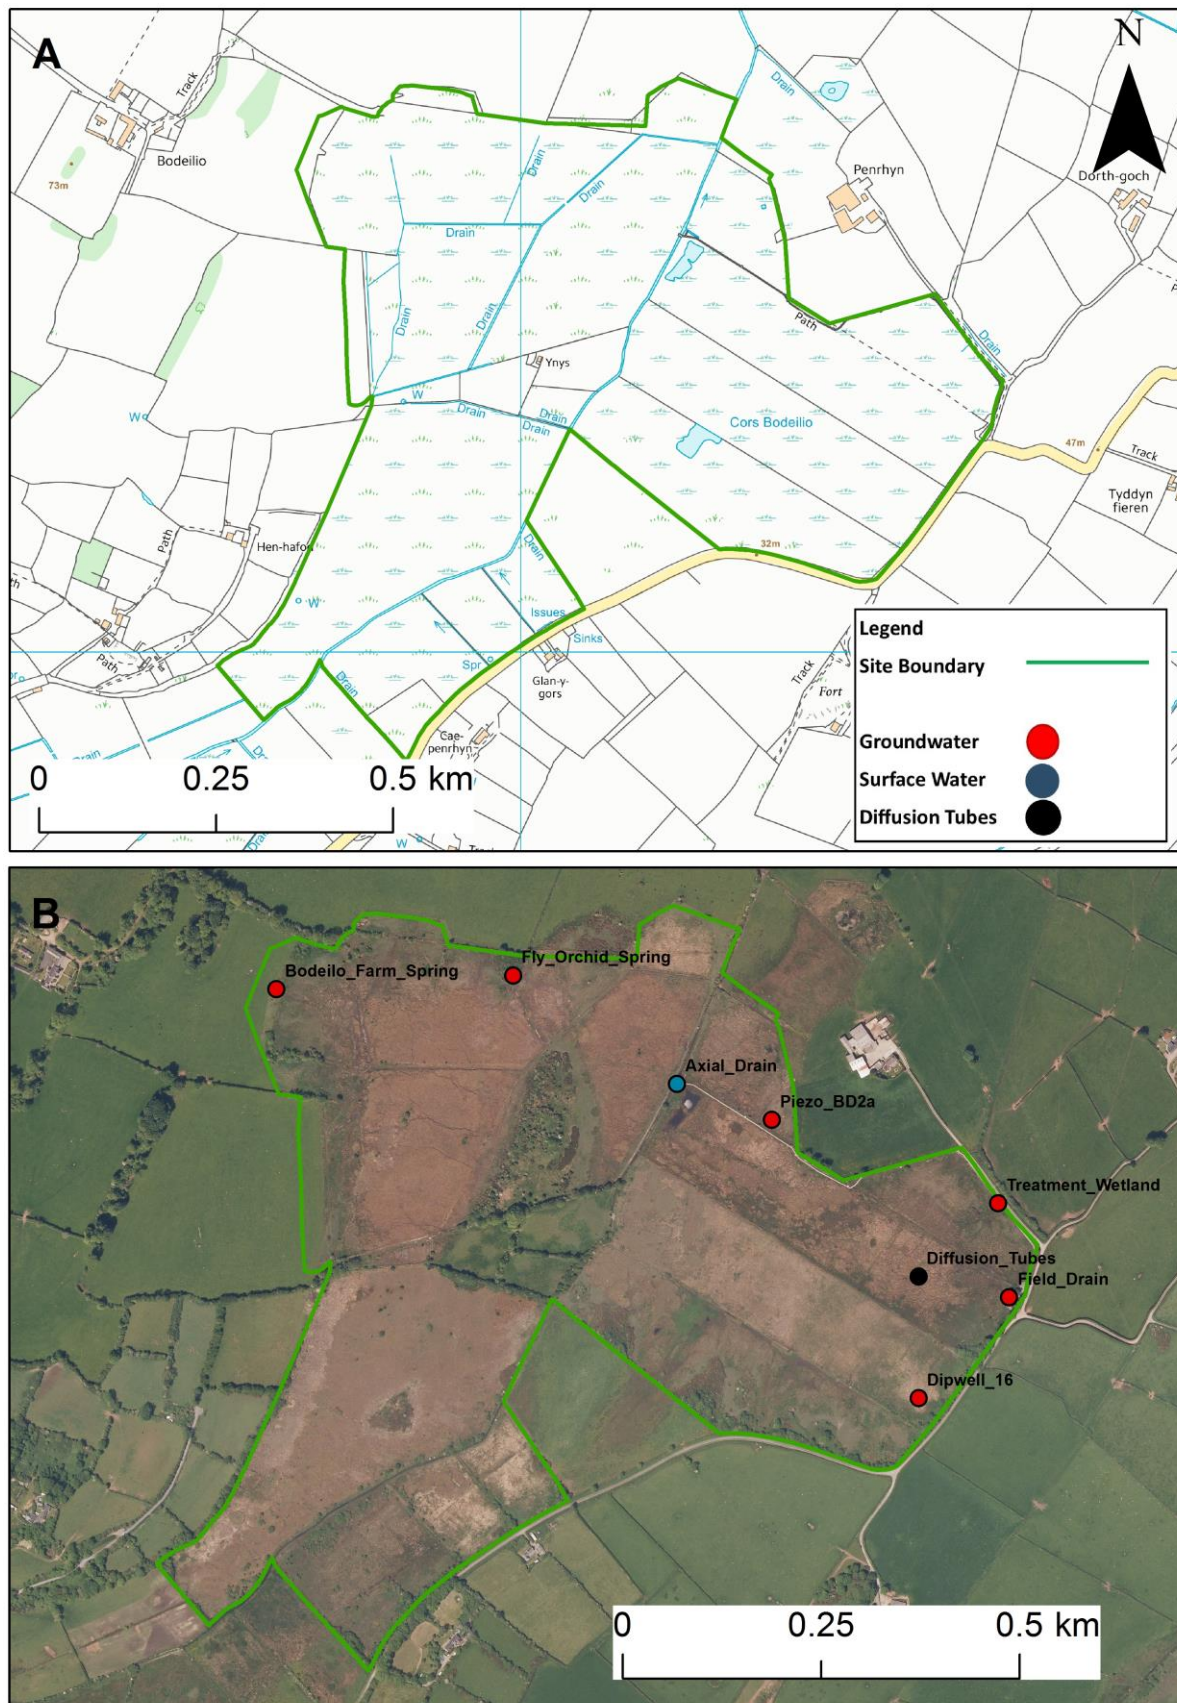 A
N
Track
Drain
Bodeilio
73m
Drain
Drain
Penrhyn
Dorth-goch
Drain
Drain
Drain
Path
Drain
Ynys
W
W
Drain
Drain
Drain
Cors Bodeilio
47m
Track
Tyddyn
fieren
Path
Hen-hafod
Drain
32m
W
Issues
Sinks
Path
Spr
Glan-y-
gors
Drain
Track
Fort
Cae-
penrhyn
Drain
0 0.25 0.5 km
W
Legend
Site Boundary
Groundwater
Surface Water
Diffusion Tubes
B
Fly_Orchid_Spring
Bodeilo_Farm_Spring
Axial_Drain
Piezo_BD2a
Treatment_Wetland
Diffusion_Tubes
Field_Drain
Dipwell_16
0 0.25 0.5 km